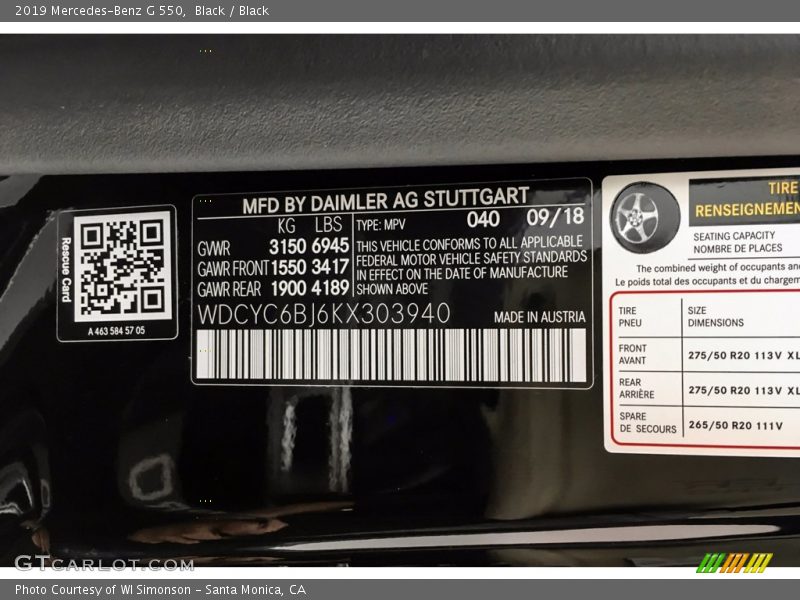 2019 Mercedes-Benz G 550,  Black / Black
Rescue Card
A 463 584 57 05
MFD BY DAIMLER AG STUTTGART
KG LBS TYPE: MPV 040 09/18
GWR 3150 6945
GAWR FRONT 1550 3417
GAWR REAR 1900 4189
THIS VEHICLE CONFORMS TO ALL APPLICABLE
FEDERAL MOTOR VEHICLE SAFETY STANDARDS
IN EFFECT ON THE DATE OF MANUFACTURE
SHOWN ABOVE
WDCYC6BJ6KX303940 MADE IN AUSTRIA
TIRE
RENSEIGNEMEN
SEATING CAPACITY
NOMBRE DE PLACES
The combined weight of occupants an
Le poids total des occupants et du chargem
TIRE SIZE
PNEU DIMENSIONS
FRONT
AVANT 275/50 R20 113V XL
REAR
ARRIÈRE 275/50 R20 113V XL
SPARE
DE SECOURS 265/50 R20 111V
GTCARLOT.COM
Photo Courtesy of WI Simonson - Santa Monica, CA